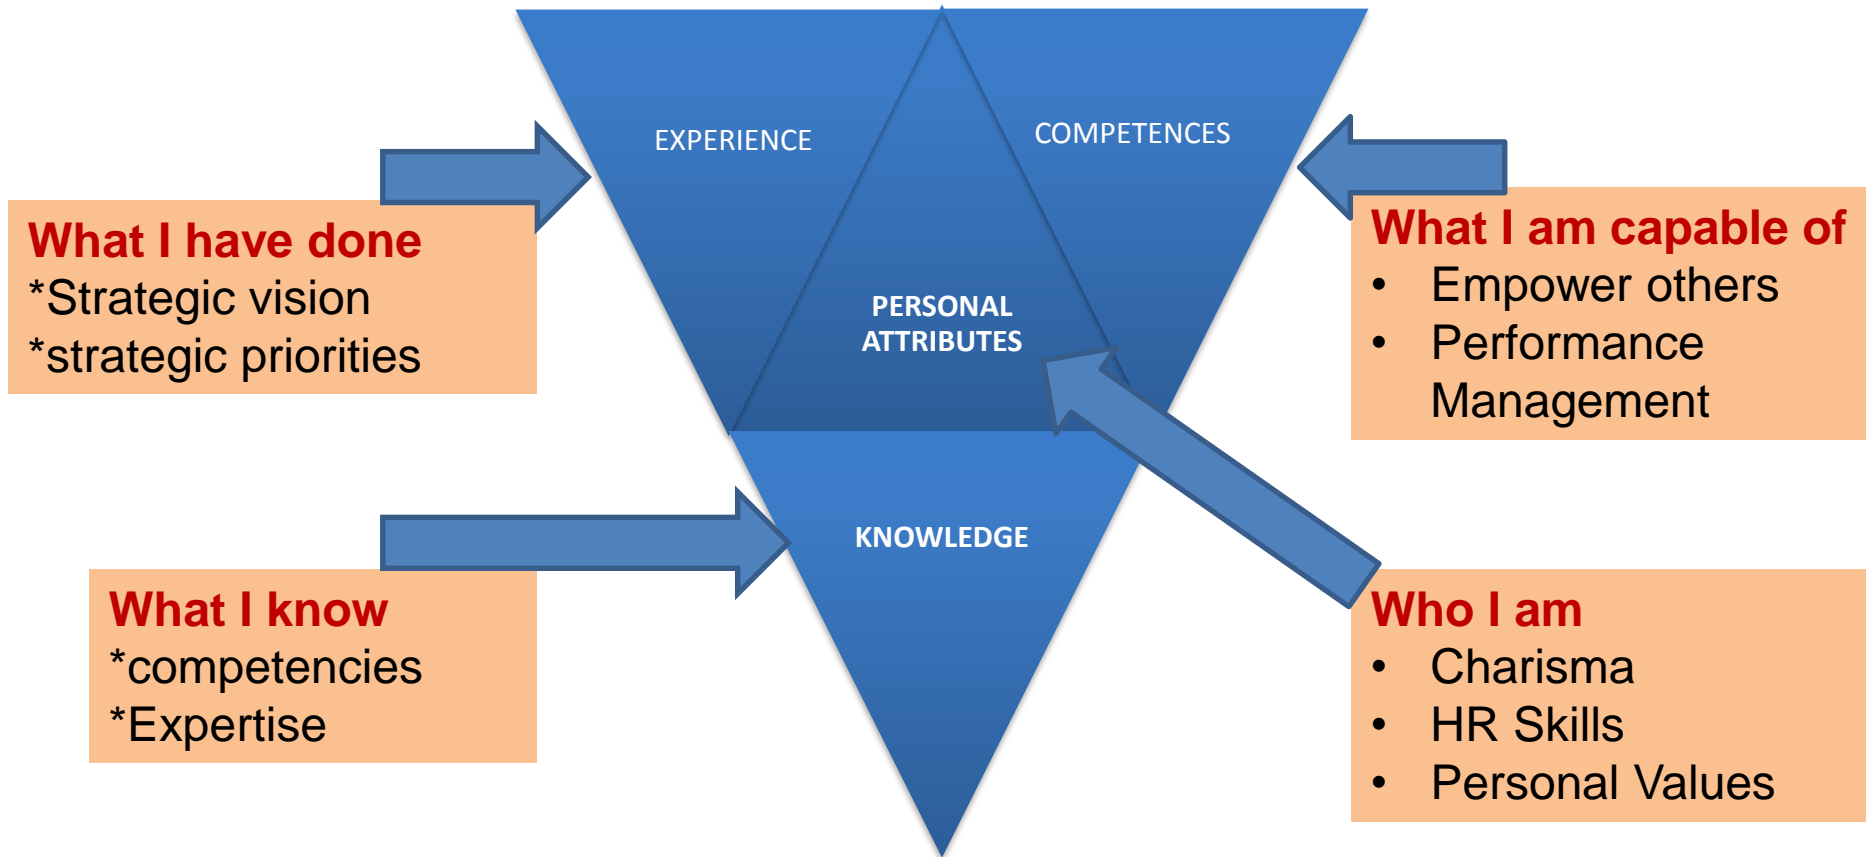 EXPERIENCE
COMPETENCES
PERSONAL
ATTRIBUTES
KNOWLEDGE
What I have done
*Strategic vision
*strategic priorities
What I am capable of
• Empower others
• Performance
Management
What I know
*competencies
*Expertise
Who I am
• Charisma
• HR Skills
• Personal Values